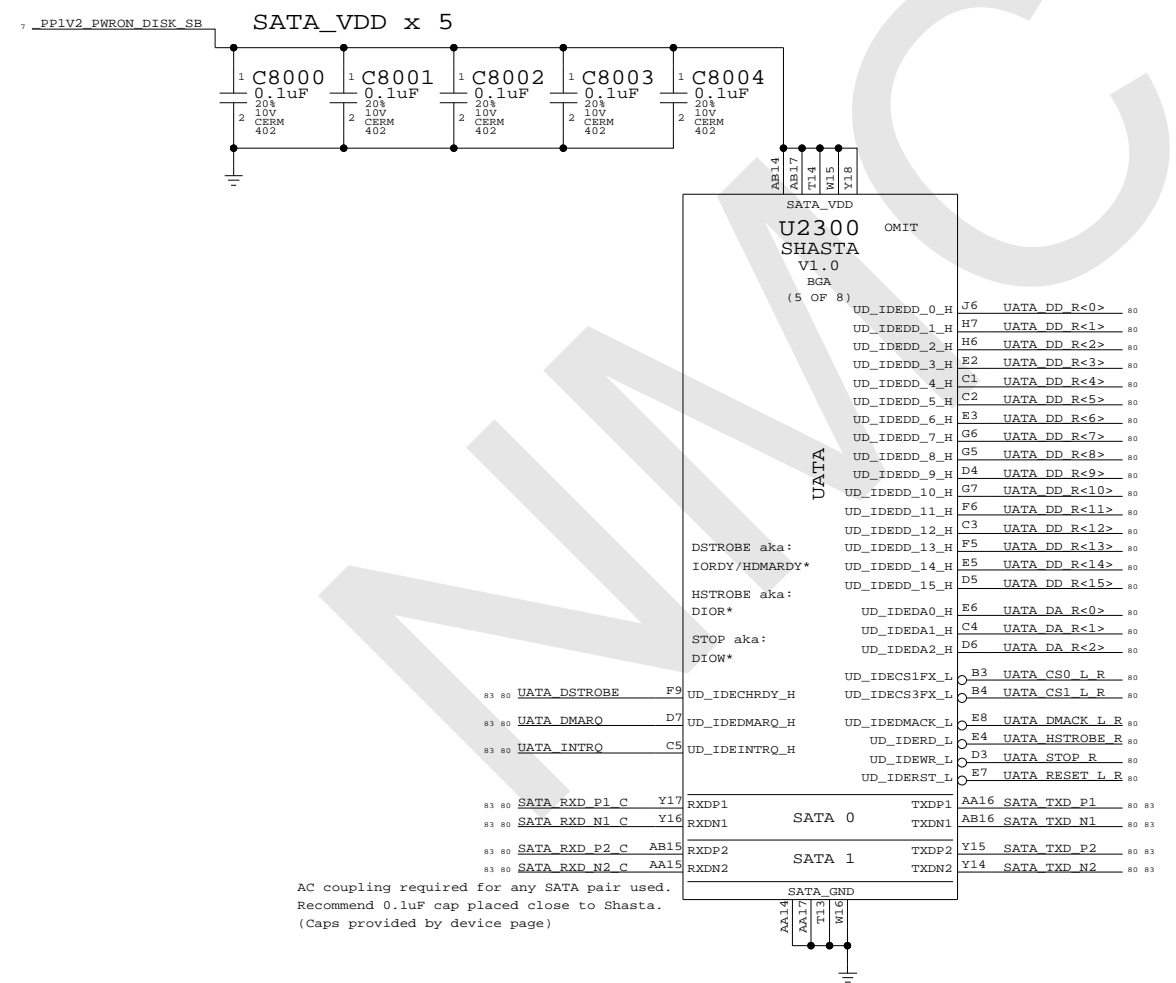 7 _PP1V2_PWRON_DISK_SB
SATA_VDD x 5
1 C8000 0.1uF 20% 10V CERM 402 2
1 C8001 0.1uF 20% 10V CERM 402 2
1 C8002 0.1uF 20% 10V CERM 402 2
1 C8003 0.1uF 20% 10V CERM 402 2
1 C8004 0.1uF 20% 10V CERM 402 2
AB14 AB17 T14 W15 Y18
SATA_VDD
U2300 OMIT
SHASTA
V1.0
BGA
(5 OF 8)
UD_IDEDD_0_H J6 UATA_DD_R<0> 80
UD_IDEDD_1_H H7 UATA_DD_R<1> 80
UD_IDEDD_2_H H6 UATA_DD_R<2> 80
UD_IDEDD_3_H E2 UATA_DD_R<3> 80
UD_IDEDD_4_H C1 UATA_DD_R<4> 80
UD_IDEDD_5_H C2 UATA_DD_R<5> 80
UD_IDEDD_6_H E3 UATA_DD_R<6> 80
UD_IDEDD_7_H G6 UATA_DD_R<7> 80
UD_IDEDD_8_H G5 UATA_DD_R<8> 80
UD_IDEDD_9_H D4 UATA_DD_R<9> 80
UATA
UD_IDEDD_10_H G7 UATA_DD_R<10> 80
UD_IDEDD_11_H F6 UATA_DD_R<11> 80
UD_IDEDD_12_H C3 UATA_DD_R<12> 80
DSTROBE aka: UD_IDEDD_13_H F5 UATA_DD_R<13> 80
IORDY/HDMARDY* UD_IDEDD_14_H E5 UATA_DD_R<14> 80
UD_IDEDD_15_H D5 UATA_DD_R<15> 80
HSTROBE aka:
DIOR* UD_IDEDA0_H E6 UATA_DA_R<0> 80
UD_IDEDA1_H C4 UATA_DA_R<1> 80
STOP aka: UD_IDEDA2_H D6 UATA_DA_R<2> 80
DIOW*
UD_IDECS1FX_L B3 UATA_CS0_L_R 80
83 80 UATA_DSTROBE F9 UD_IDECHRDY_H UD_IDECS3FX_L B4 UATA_CS1_L_R 80
83 80 UATA_DMARQ D7 UD_IDEDMARQ_H UD_IDEDMACK_L E8 UATA_DMACK_L_R 80
83 80 UATA_INTRQ C5 UD_IDEINTRQ_H UD_IDERD_L E4 UATA_HSTROBE_R 80
UD_IDEWR_L D3 UATA_STOP_R 80
UD_IDERST_L E7 UATA_RESET_L_R 80
83 80 SATA_RXD_P1_C Y17 RXDP1 TXDP1 AA16 SATA_TXD_P1 80 83
SATA 0
83 80 SATA_RXD_N1_C Y16 RXDN1 TXDN1 AB16 SATA_TXD_N1 80 83
83 80 SATA_RXD_P2_C AB15 RXDP2 TXDP2 Y15 SATA_TXD_P2 80 83
SATA 1
83 80 SATA_RXD_N2_C AA15 RXDN2 TXDN2 Y14 SATA_TXD_N2 80 83
AC coupling required for any SATA pair used.
Recommend 0.1uF cap placed close to Shasta.
(Caps provided by device page)
SATA_GND
AA14 AA17 T13 W16
NMC